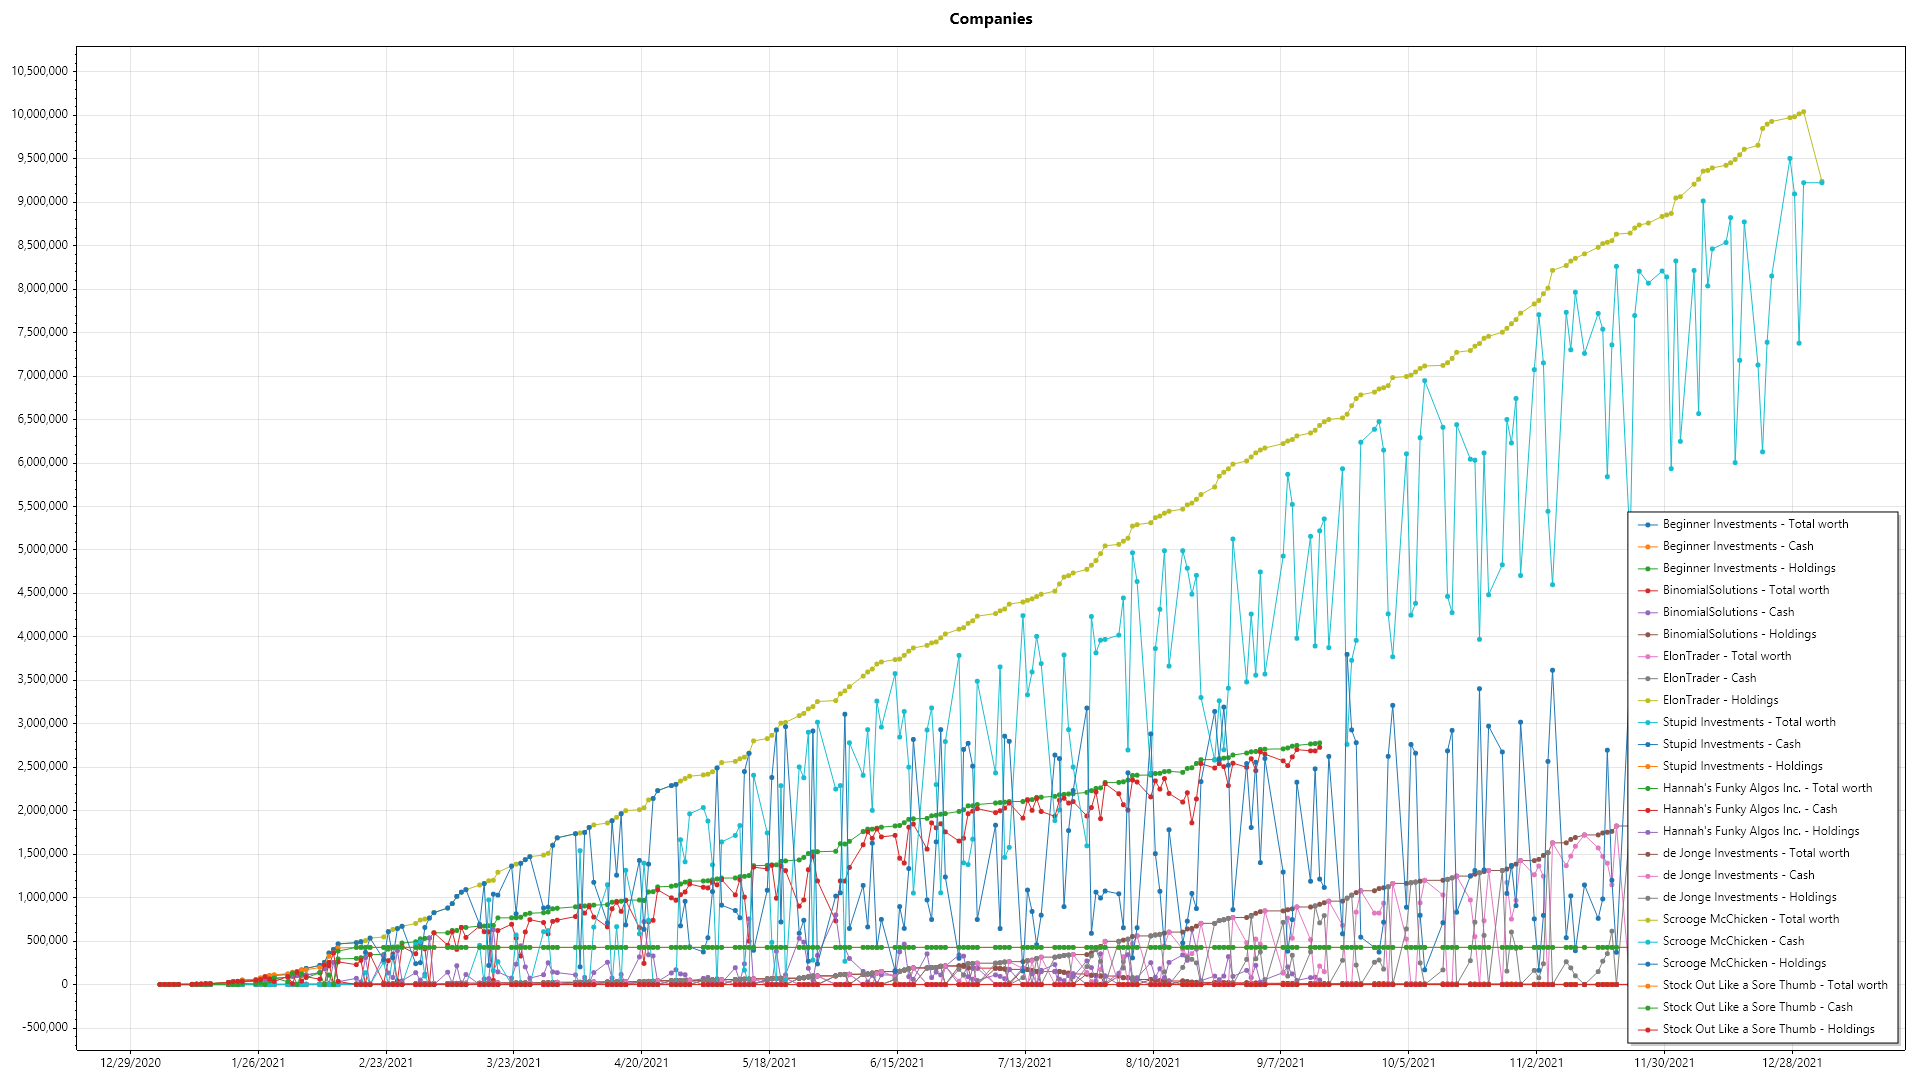 Companies
10,500,000
10,000,000
9,500,000
9,000,000
8,500,000
8,000,000
7,500,000
7,000,000
6,500,000
6,000,000
5,500,000
5,000,000
4,500,000
4,000,000
3,500,000
3,000,000
2,500,000
2,000,000
1,500,000
1,000,000
500,000
0
-500,000
Beginner Investments - Total worth
Beginner Investments - Cash
Beginner Investments - Holdings
BinomialSolutions - Total worth
BinomialSolutions - Cash
BinomialSolutions - Holdings
ElonTrader - Total worth
ElonTrader - Cash
ElonTrader - Holdings
Stupid Investments - Total worth
Stupid Investments - Cash
Stupid Investments - Holdings
Hannah's Funky Algos Inc. - Total worth
Hannah's Funky Algos Inc. - Cash
Hannah's Funky Algos Inc. - Holdings
de Jonge Investments - Total worth
de Jonge Investments - Cash
de Jonge Investments - Holdings
Scrooge McChicken - Total worth
Scrooge McChicken - Cash
Scrooge McChicken - Holdings
Stock Out Like a Sore Thumb - Total worth
Stock Out Like a Sore Thumb - Cash
Stock Out Like a Sore Thumb - Holdings
12/29/2020 1/26/2021 2/23/2021 3/23/2021 4/20/2021 5/18/2021 6/15/2021 7/13/2021 8/10/2021 9/7/2021 10/5/2021 11/2/2021 11/30/2021 12/28/2021